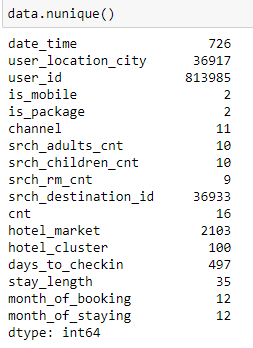 data.nunique()
date_time 726
user_location_city 36917
user_id 813985
is_mobile 2
is_package 2
channel 11
srch_adults_cnt 10
srch_children_cnt 10
srch_rm_cnt 9
srch_destination_id 36933
cnt 16
hotel_market 2103
hotel_cluster 100
days_to_checkin 497
stay_length 35
month_of_booking 12
month_of_staying 12
dtype: int64